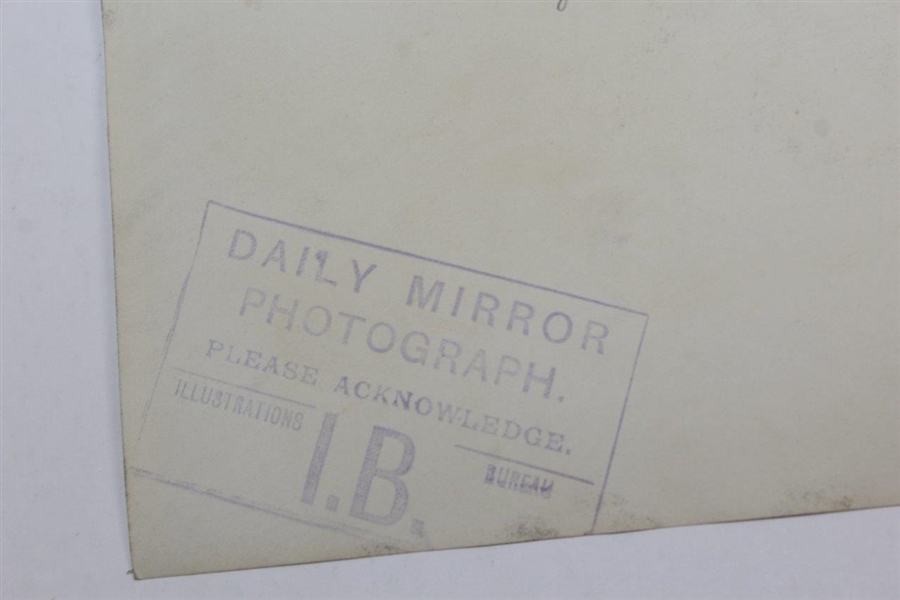 DAILY MIRROR
PHOTOGRAPH.
PLEASE ACKNOWLEDGE.
ILLUSTRATIONS I.B. BUREAU